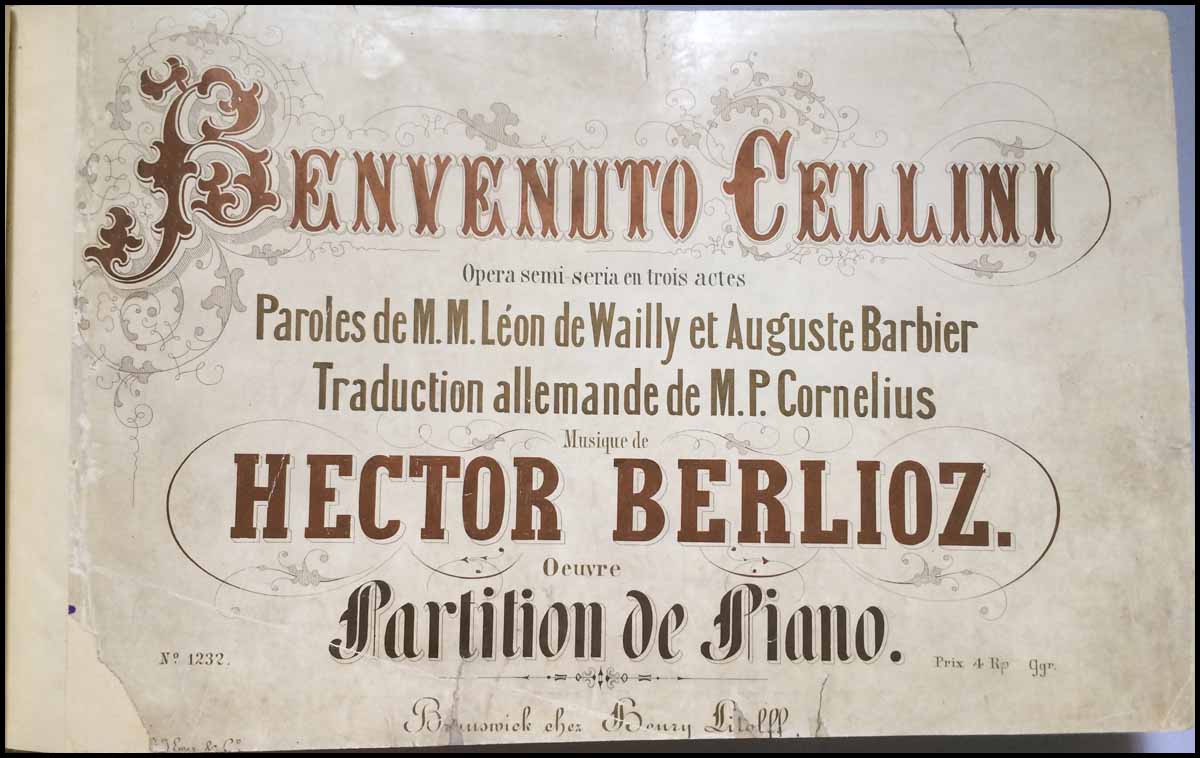 BENVENUTO CELLINI
Opera semi-seria en trois actes
Paroles de M.M. Léon de Wailly et Auguste Barbier
Traduction allemande de M.P. Cornelius
Musique de
HECTOR BERLIOZ.
Oeuvre
Partition de Piano.
Nº 1232.
Prix 4 Rp ggr.
Brunswick chez Henry Litolff